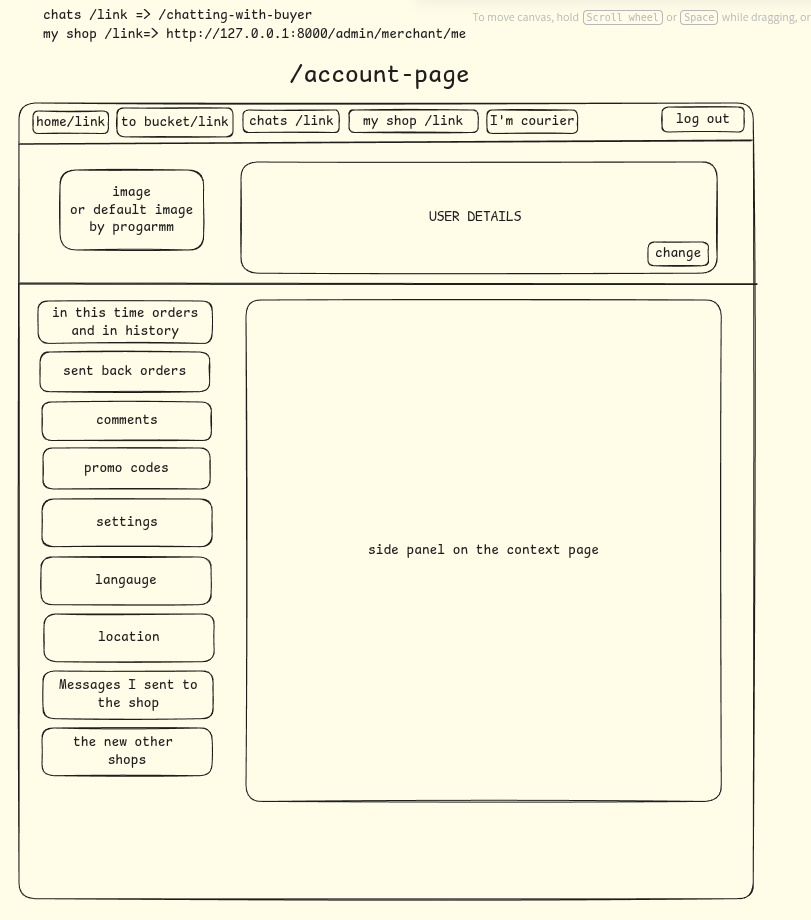 chats /link => /chatting-with-buyer
my shop /link=> http://127.0.0.1:8000/admin/merchant/me
To move canvas, hold Scroll wheel or Space while dragging, or
/account-page
home/link
to bucket/link
chats /link
my shop /link
I'm courier
log out
image
or default image
by progarmm
USER DETAILS
change
in this time orders
and in history
sent back orders
comments
promo codes
settings
langauge
location
Messages I sent to
the shop
the new other
shops
side panel on the context page